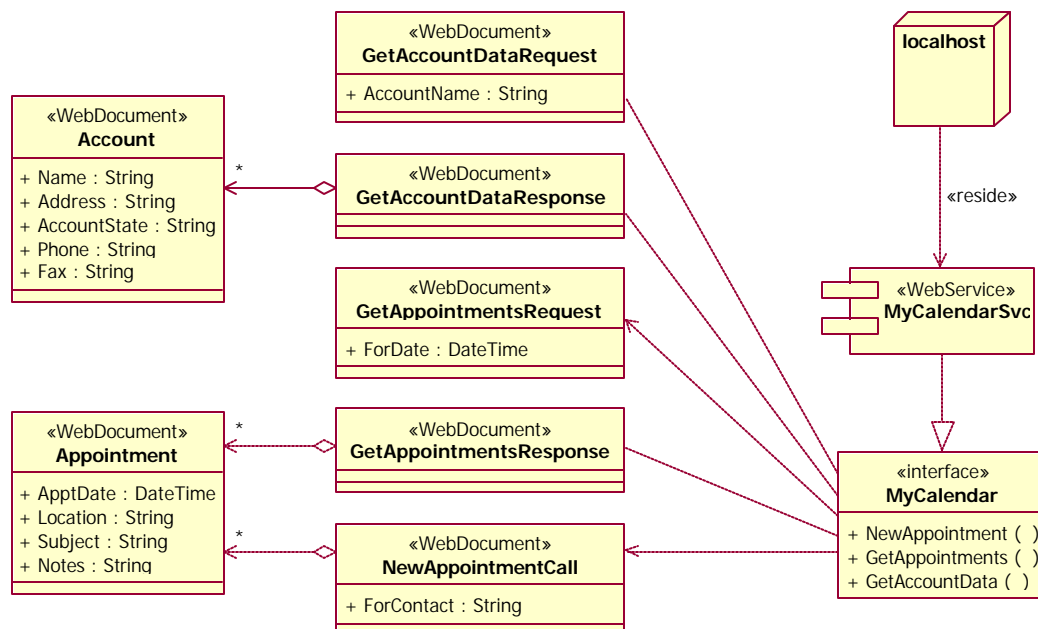 «WebDocument»
GetAccountDataRequest
+ AccountName : String
localhost
«WebDocument»
Account
+ Name : String
+ Address : String
+ AccountState : String
+ Phone : String
+ Fax : String
*
«WebDocument»
GetAccountDataResponse
«reside»
«WebDocument»
GetAppointmentsRequest
+ ForDate : DateTime
«WebService»
MyCalendarSvc
«WebDocument»
Appointment
+ ApptDate : DateTime
+ Location : String
+ Subject : String
+ Notes : String
*
*
«WebDocument»
GetAppointmentsResponse
«WebDocument»
NewAppointmentCall
+ ForContact : String
«interface»
MyCalendar
+ NewAppointment ( )
+ GetAppointments ( )
+ GetAccountData ( )